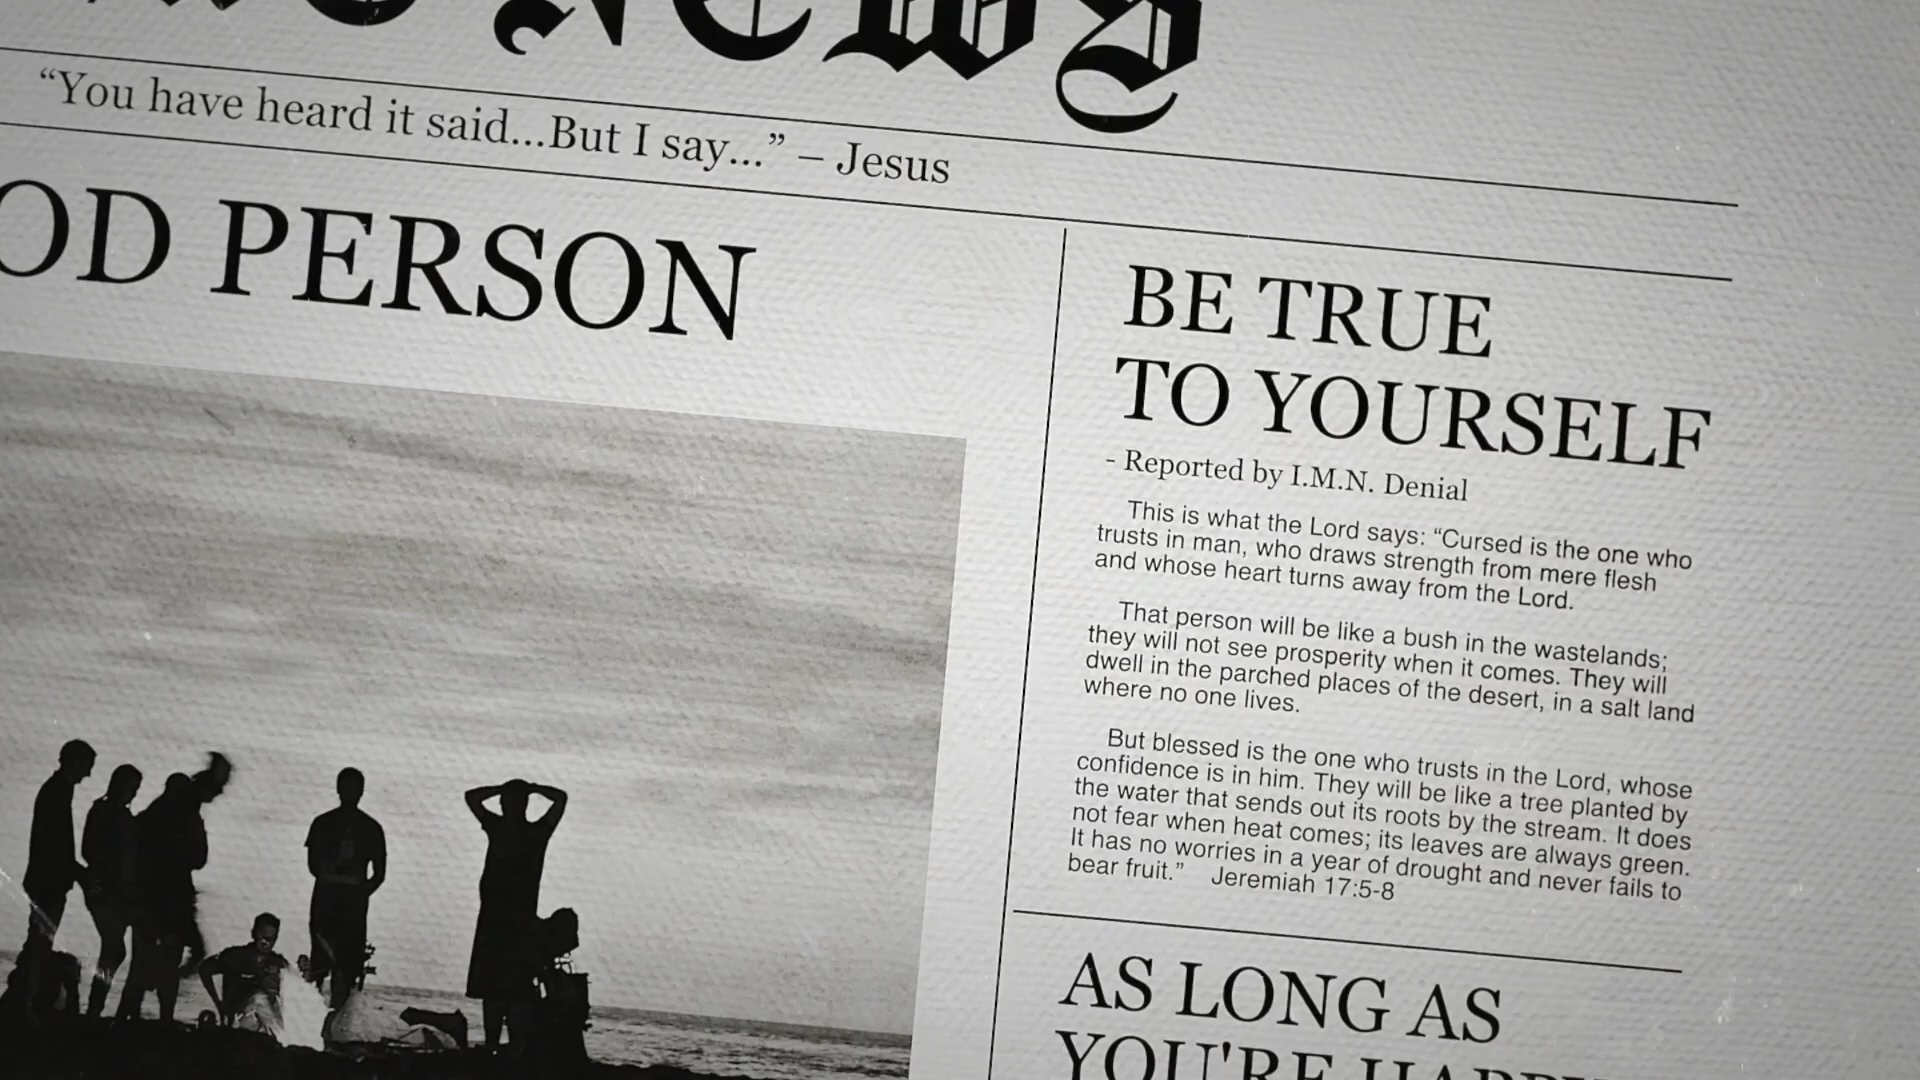 NEWS
“You have heard it said...But I say...” – Jesus
OD PERSON
BE TRUE
TO YOURSELF
- Reported by I.M.N. Denial
This is what the Lord says: “Cursed is the one who
trusts in man, who draws strength from mere flesh
and whose heart turns away from the Lord.
That person will be like a bush in the wastelands;
they will not see prosperity when it comes. They will
dwell in the parched places of the desert, in a salt land
where no one lives.
But blessed is the one who trusts in the Lord, whose
confidence is in him. They will be like a tree planted by
the water that sends out its roots by the stream. It does
not fear when heat comes; its leaves are always green.
It has no worries in a year of drought and never fails to
bear fruit.” Jeremiah 17:5-8
AS LONG AS
YOU'RE HAPPY